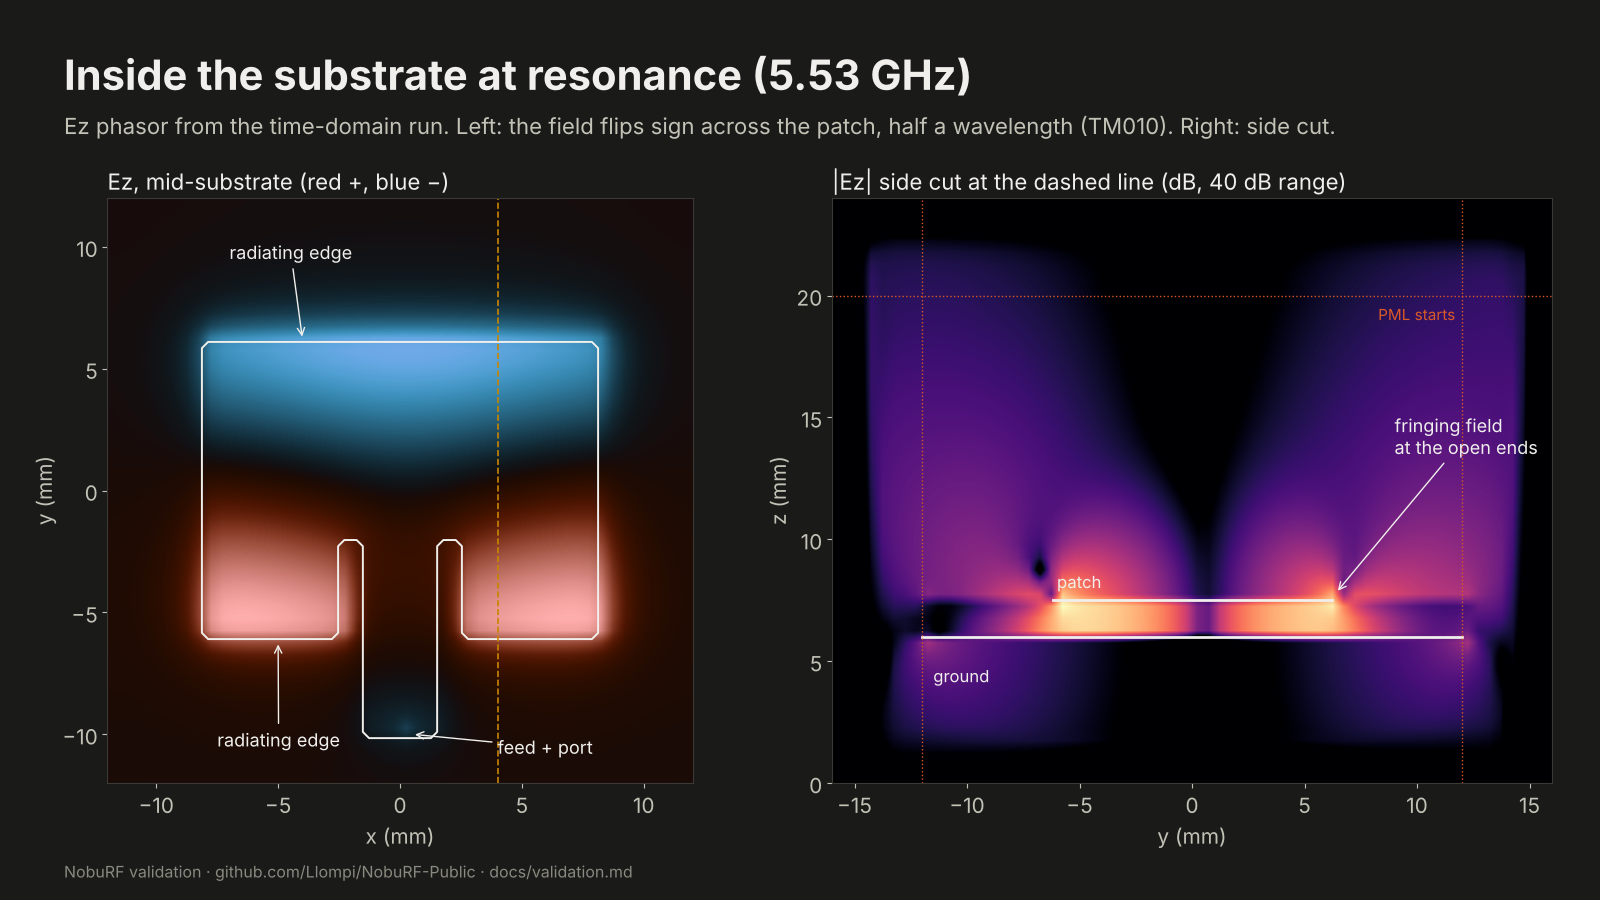 Inside the substrate at resonance (5.53 GHz)
Ez phasor from the time-domain run. Left: the field flips sign across the patch, half a wavelength (TM010). Right: side cut.
Ez, mid-substrate (red +, blue −)
radiating edge
radiating edge
feed + port
10
5
0
−5
−10
y (mm)
−10
−5
0
5
10
x (mm)
|Ez| side cut at the dashed line (dB, 40 dB range)
PML starts
fringing field
at the open ends
patch
ground
20
15
10
5
0
z (mm)
−15
−10
−5
0
5
10
15
y (mm)
NobuRF validation · github.com/Llompi/NobuRF-Public · docs/validation.md